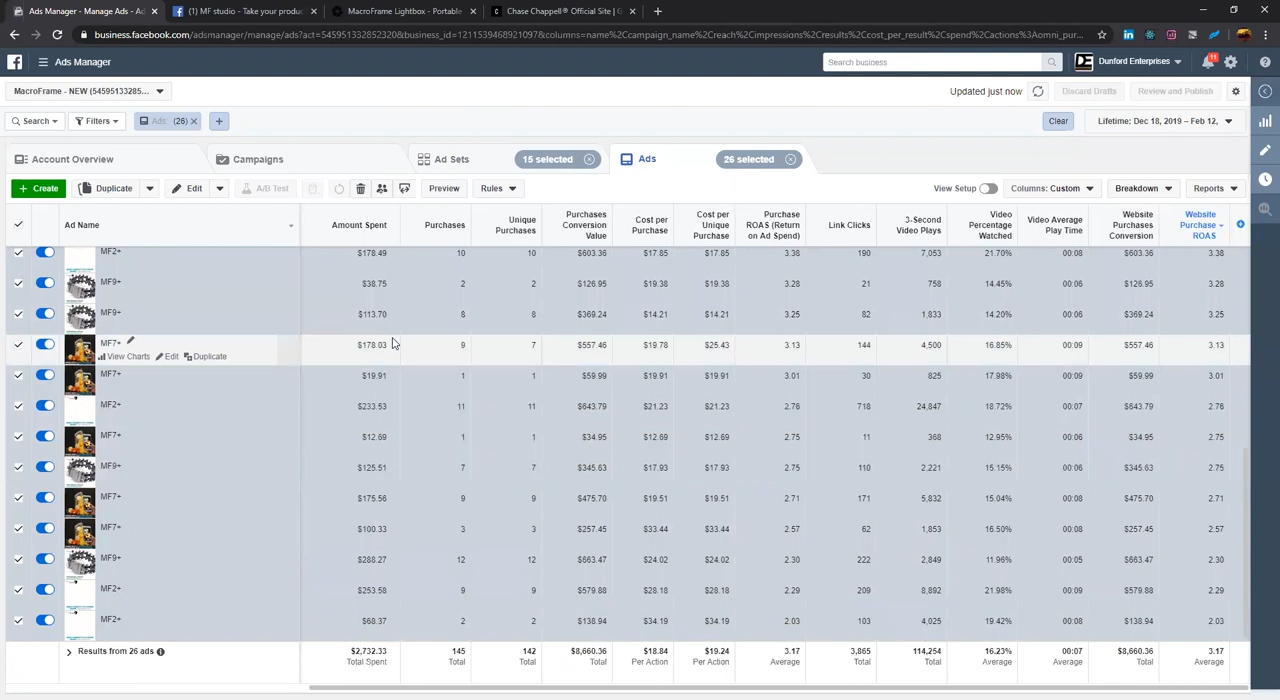 Ads Manager - Manage Ads - Ad
(1) MF studio - Take your produc
MacroFrame Lightbox - Portable
Chase Chappell® Official Site | G
business.facebook.com/adsmanager/manage/ads?act=545951332852320&business_id=1211539469087323&columns=name%2Ccampaign_name%2Creach%2Cimpressions%2Cresults%2Ccost_per_result%2Cspend%2Cactions%3Aomni_pur...
Ads Manager
Search business
DE
Dunford Enterprises
11
MacroFrame - NEW (54595133285...
Updated just now
Discard Drafts
Review and Publish
Search
Filters
Ads: (26)
Clear
Lifetime: Dec 18, 2019 – Feb 12,
Account Overview
Campaigns
Ad Sets
15 selected
Ads
26 selected
Create
Duplicate
Edit
A/B Test
Preview
Rules
View Setup
Columns: Custom
Breakdown
Reports
Ad Name
Amount Spent
Purchases
Unique Purchases
Purchases Conversion Value
Cost per Purchase
Cost per Unique Purchase
Purchase ROAS (Return on Ad Spend)
Link Clicks
3-Second Video Plays
Video Percentage Watched
Video Average Play Time
Website Purchases Conversion
Website Purchase ROAS
MF2+ $178.49 10 10 $603.36 $17.85 $17.85 3.38 190 7,053 21.70% 00:08 $603.36 3.38
MF9+ $38.75 2 2 $126.95 $19.38 $19.38 3.28 21 758 14.45% 00:06 $126.95 3.28
MF9+ $113.70 8 8 $369.24 $14.21 $14.21 3.25 82 1,833 14.20% 00:06 $369.24 3.25
MF7+ $178.03 9 7 $557.46 $19.78 $25.43 3.13 144 4,500 16.85% 00:09 $557.46 3.13
View Charts Edit Duplicate
MF7+ $19.91 1 1 $59.99 $19.91 $19.91 3.01 30 825 17.98% 00:09 $59.99 3.01
MF2+ $233.53 11 11 $643.79 $21.23 $21.23 2.76 718 24,847 18.72% 00:07 $643.79 2.76
MF7+ $12.69 1 1 $34.95 $12.69 $12.69 2.75 11 368 12.95% 00:06 $34.95 2.75
MF9+ $125.51 7 7 $345.63 $17.93 $17.93 2.75 110 2,221 15.15% 00:06 $345.63 2.75
MF7+ $175.56 9 9 $475.70 $19.51 $19.51 2.71 171 5,832 15.04% 00:08 $475.70 2.71
MF7+ $100.33 3 3 $257.45 $33.44 $33.44 2.57 62 1,853 16.50% 00:08 $257.45 2.57
MF9+ $288.27 12 12 $663.47 $24.02 $24.02 2.30 222 2,849 11.96% 00:05 $663.47 2.30
MF2+ $253.58 9 9 $579.88 $28.18 $28.18 2.29 209 8,892 21.98% 00:09 $579.88 2.29
MF2+ $68.37 2 2 $138.94 $34.19 $34.19 2.03 103 4,025 19.42% 00:08 $138.94 2.03
Results from 26 ads $2,732.33 145 142 $8,660.36 $18.84 $19.24 3.17 3,865 114,254 16.23% 00:07 $8,660.36 3.17
Total Spent Total Total Total Per Action Per Action Average Total Total Average Average Total Average